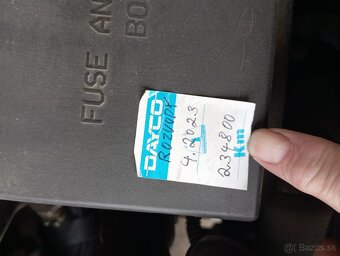 FUSE AN
BO
DAYCO
ROZVODY
4.2023
234800
Km
Bazos.sk